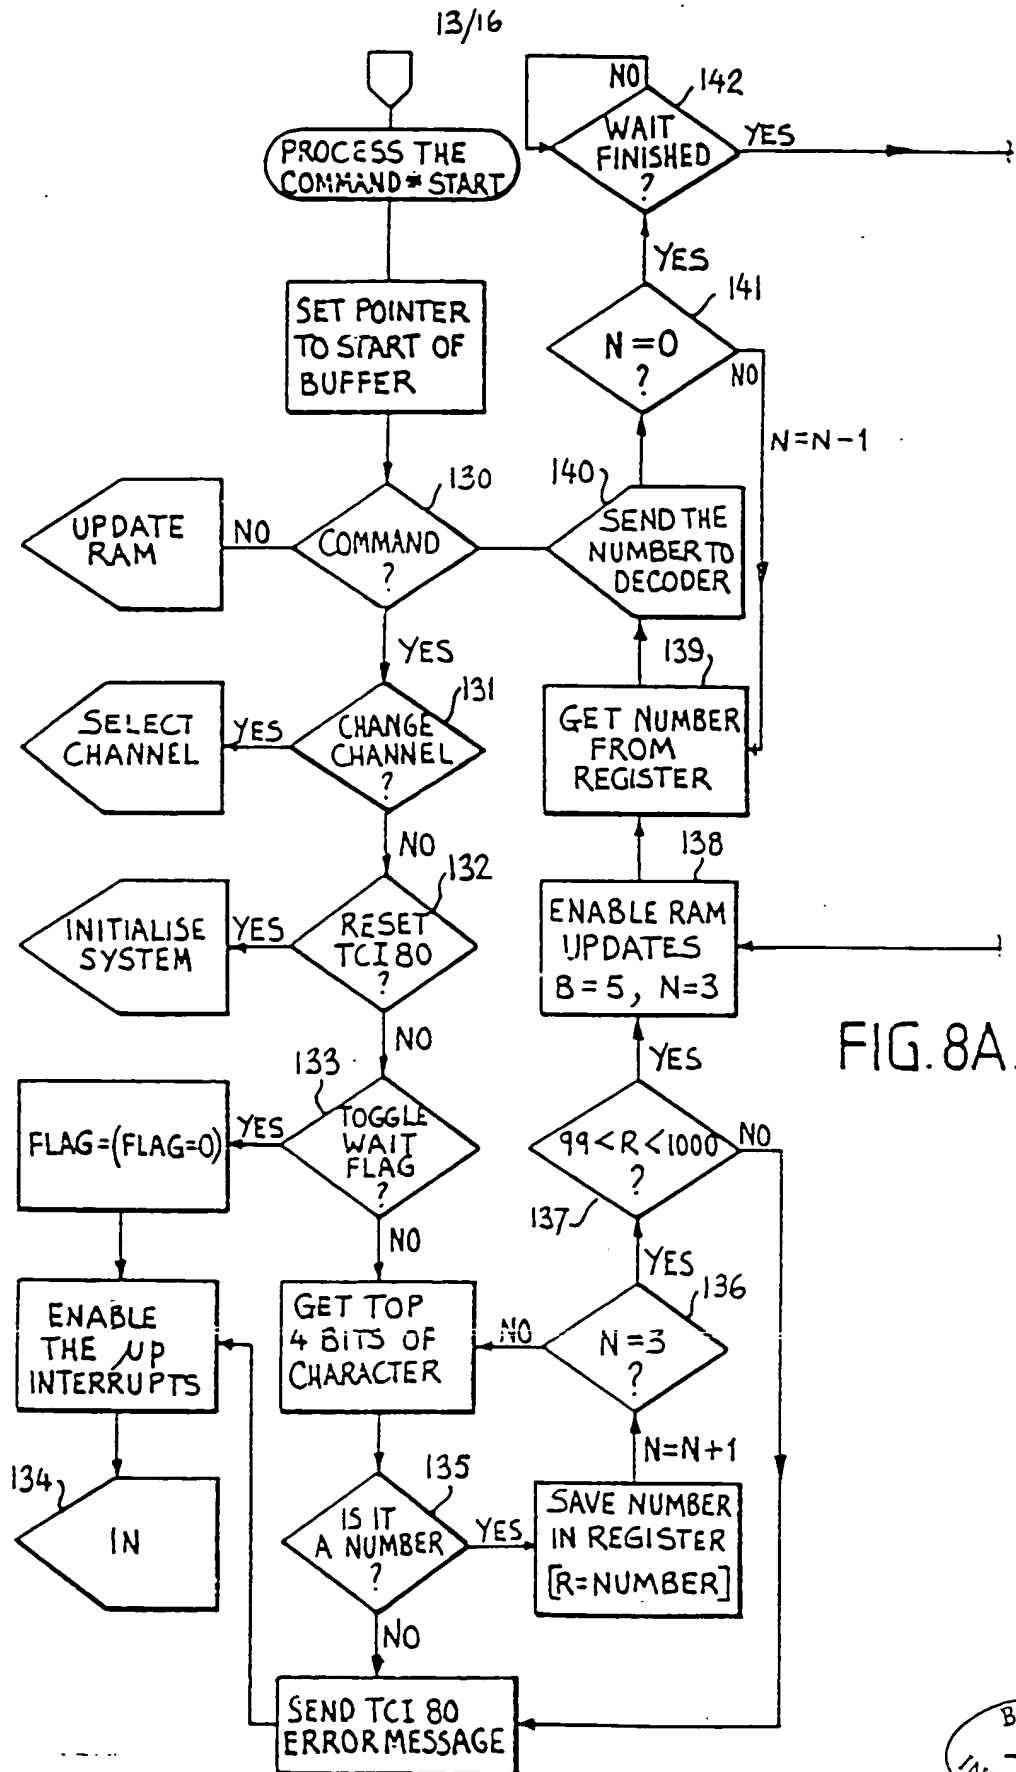 13/16
PROCESS THE
COMMAND * START
SET POINTER
TO START OF
BUFFER
130
COMMAND
?
NO
UPDATE
RAM
YES
131
CHANGE
CHANNEL
?
YES
SELECT
CHANNEL
NO
132
RESET
TCI 80
?
YES
INITIALISE
SYSTEM
NO
133
TOGGLE
WAIT
FLAG
?
YES
FLAG=(FLAG=0)
ENABLE
THE μP
INTERRUPTS
134
IN
NO
GET TOP
4 BITS OF
CHARACTER
135
IS IT
A NUMBER
?
YES
NO
SEND TCI 80
ERROR MESSAGE
SAVE NUMBER
IN REGISTER
[R=NUMBER]
N=N+1
136
N=3
?
NO
YES
137
99<R<1000
?
NO
YES
138
ENABLE RAM
UPDATES
B=5, N=3
139
GET NUMBER
FROM
REGISTER
140
SEND THE
NUMBER TO
DECODER
141
N=0
?
NO
N=N-1
YES
142
WAIT
FINISHED
?
NO
YES
FIG. 8A.